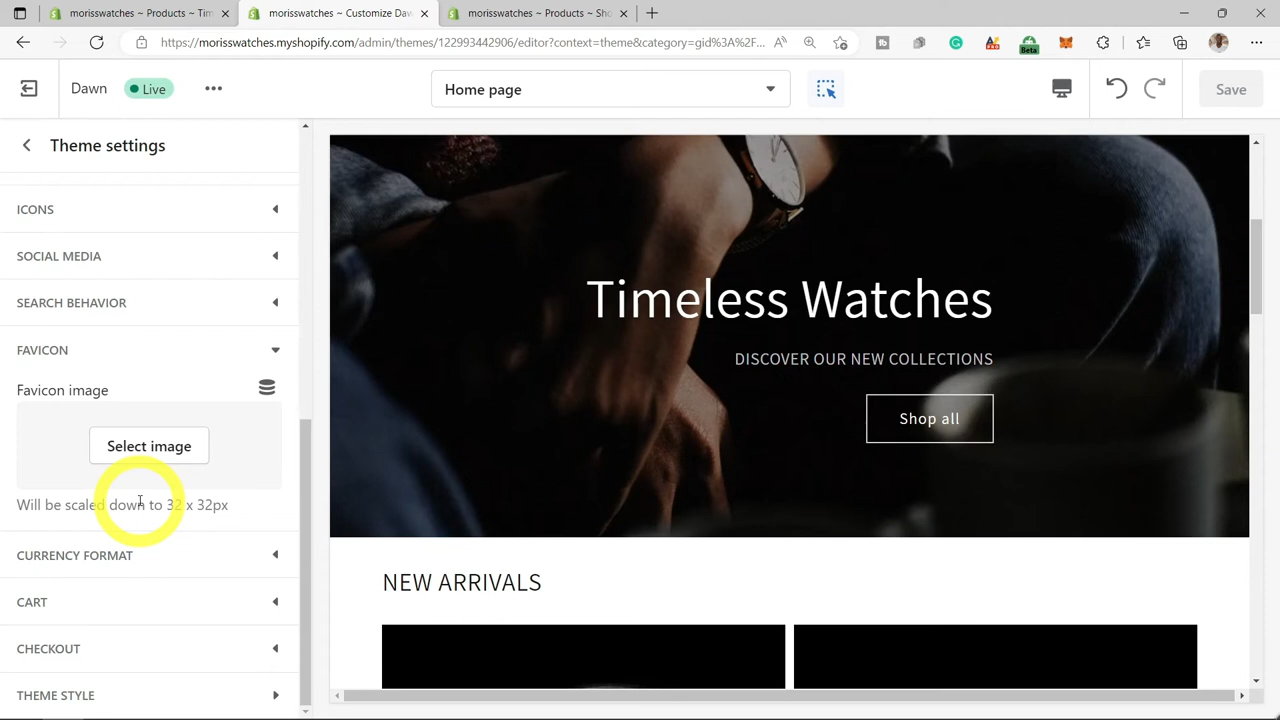 morisswatches ~ Products ~ Tim
morisswatches ~ Customize Daw
morisswatches ~ Products ~ Sho
https://morisswatches.myshopify.com/admin/themes/122993442906/editor?context=theme&category=gid%3A%2F...
Beta
Dawn
Live
Home page
Save
Theme settings
ICONS
SOCIAL MEDIA
SEARCH BEHAVIOR
FAVICON
Favicon image
Select image
Will be scaled down to 32 x 32px
CURRENCY FORMAT
CART
CHECKOUT
THEME STYLE
Timeless Watches
DISCOVER OUR NEW COLLECTIONS
Shop all
NEW ARRIVALS